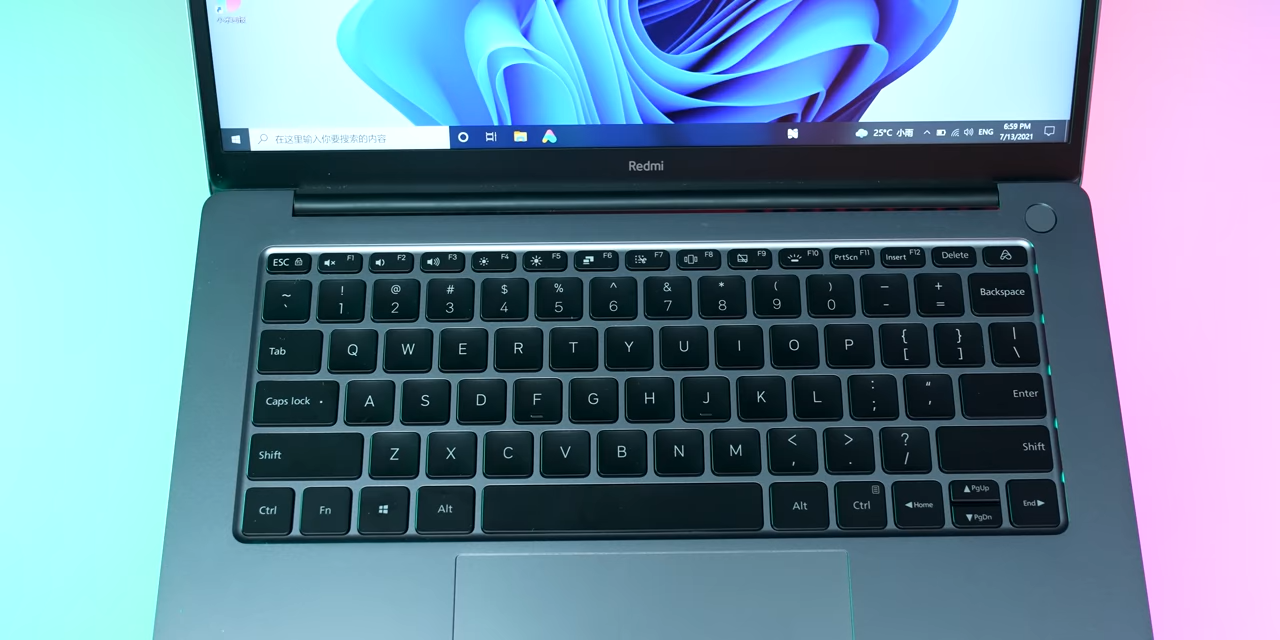 在这里输入你要搜索的内容
25°C 小雨
ENG
6:59 PM
7/13/2021
Redmi
ESC F1 F2 F3 F4 F5 F6 F7 F8 F9 F10 PrtScn F11 Insert F12 Delete
~ ! @ # $ % ^ & * ( ) — +
` 1 2 3 4 5 6 7 8 9 0 - = Backspace
Tab Q W E R T Y U I O P { [ } ] | \
Caps lock A S D F G H J K L : ; “ , Enter
Shift Z X C V B N M < , > . ? / Shift
Ctrl Fn Alt Alt Ctrl ◀Home ▲PgUp ▼PgDn End▶